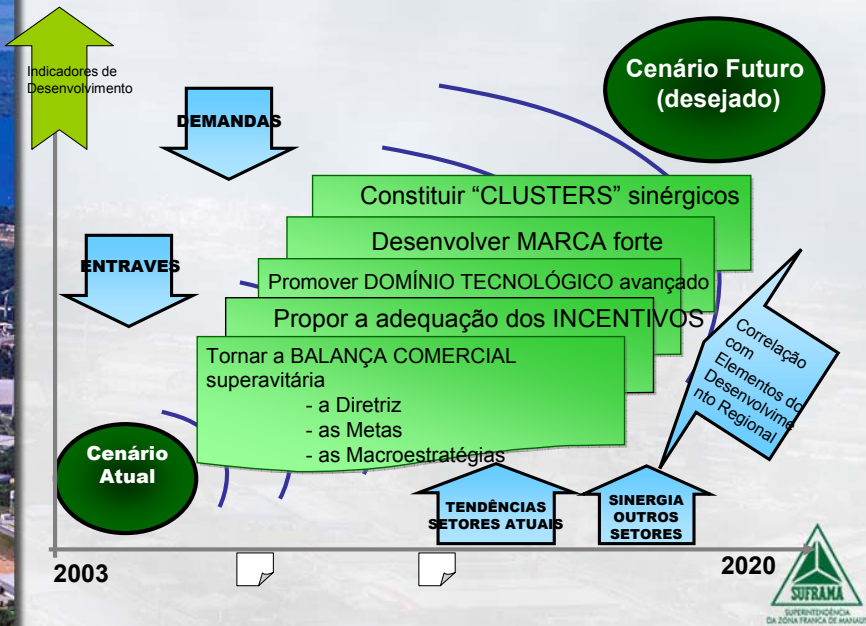 Indicadores de
Desenvolvimento
Cenário Futuro
(desejado)
DEMANDAS
Constituir “CLUSTERS” sinérgicos
Desenvolver MARCA forte
ENTRAVES
Promover DOMÍNIO TECNOLÓGICO avançado
Propor a adequação dos INCENTIVOS
Tornar a BALANÇA COMERCIAL
superavitária
- a Diretriz
- as Metas
- as Macroestratégias
Correlação
com
Elementos do
Desenvolvime
nto Regional
Cenário
Atual
TENDÊNCIAS
SETORES ATUAIS
SINERGIA
OUTROS
SETORES
2003
2020
SUFRAMA
SUPERINTENDÊNCIA
DA ZONA FRANCA DE MANAUS